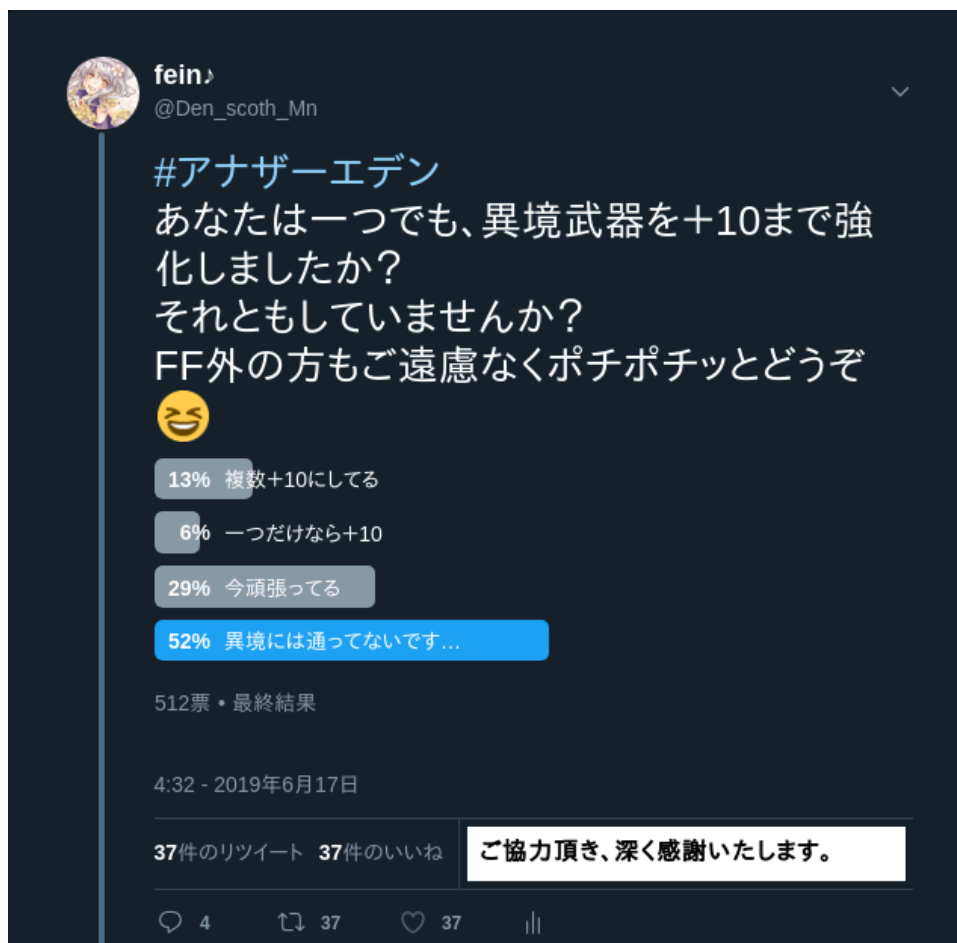 fein♪
@Den_scoth_Mn
#アナザーエデン
あなたは一つでも、異境武器を＋10まで強
化しましたか？
それともしていませんか？
FF外の方もご遠慮なくポチポチッとどうぞ
😆
13% 複数＋10にしてる
6% 一つだけなら＋10
29% 今頑張ってる
52% 異境には通ってないです…
512票 • 最終結果
4:32 - 2019年6月17日
37件のリツイート 37件のいいね
ご協力頂き、深く感謝いたします。
4 37 37